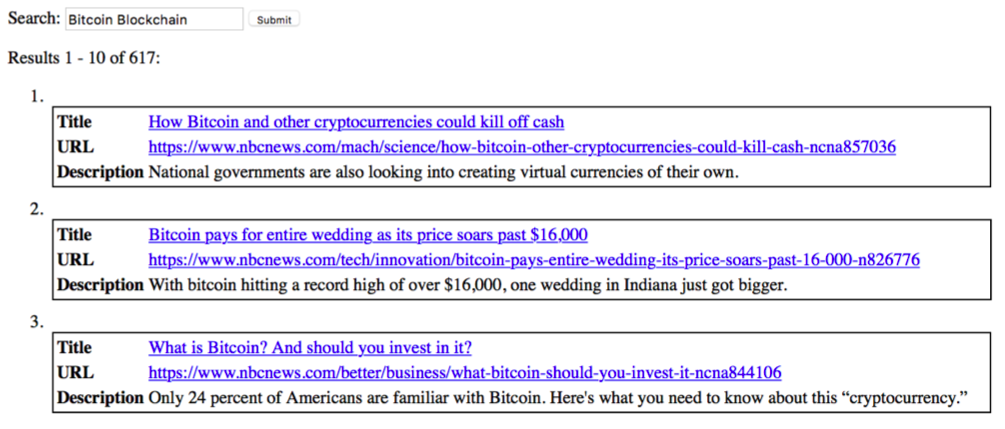 Search: Bitcoin Blockchain Submit
Results 1 - 10 of 617:
1.
Title How Bitcoin and other cryptocurrencies could kill off cash
URL https://www.nbcnews.com/mach/science/how-bitcoin-other-cryptocurrencies-could-kill-cash-ncna857036
Description National governments are also looking into creating virtual currencies of their own.
2.
Title Bitcoin pays for entire wedding as its price soars past $16,000
URL https://www.nbcnews.com/tech/innovation/bitcoin-pays-entire-wedding-its-price-soars-past-16-000-n826776
Description With bitcoin hitting a record high of over $16,000, one wedding in Indiana just got bigger.
3.
Title What is Bitcoin? And should you invest in it?
URL https://www.nbcnews.com/better/business/what-bitcoin-should-you-invest-it-ncna844106
Description Only 24 percent of Americans are familiar with Bitcoin. Here's what you need to know about this “cryptocurrency.”